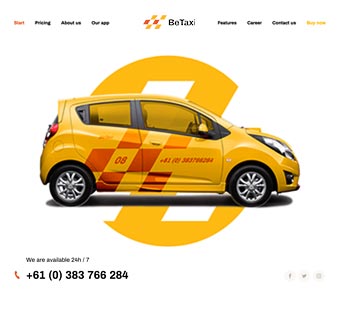 Start Pricing About us Our app BeTaxi Features Career Contact us Buy now
08 +61 (0) 383766284
We are available 24h / 7
+61 (0) 383 766 284